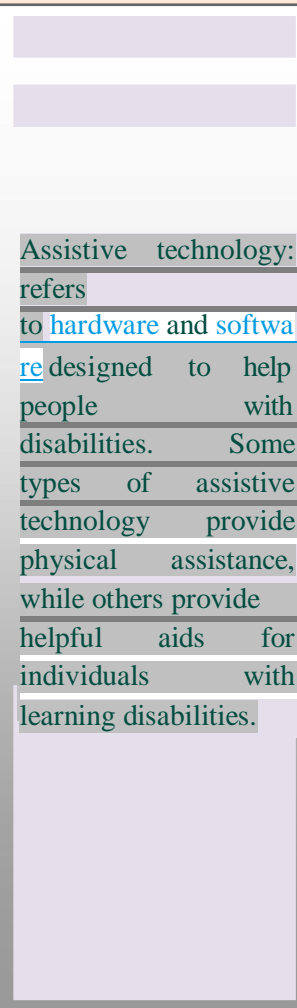 Assistive technology:
refers
to hardware and softwa
re designed to help
people with
disabilities. Some
types of assistive
technology provide
physical assistance,
while others provide
helpful aids for
individuals with
learning disabilities.